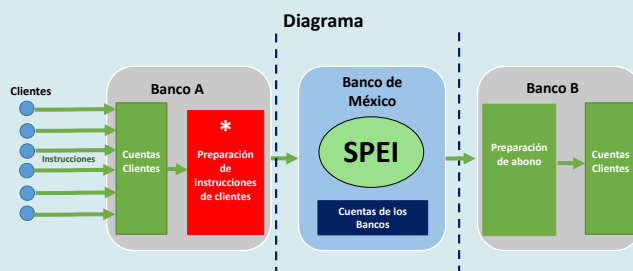 Diagrama
Clientes
Instrucciones
Banco A
Cuentas
Clientes
*
Preparación
de
instrucciones
de clientes
Banco de
México
SPEI
Cuentas de los
Bancos
Banco B
Preparación
de abono
Cuentas
Clientes